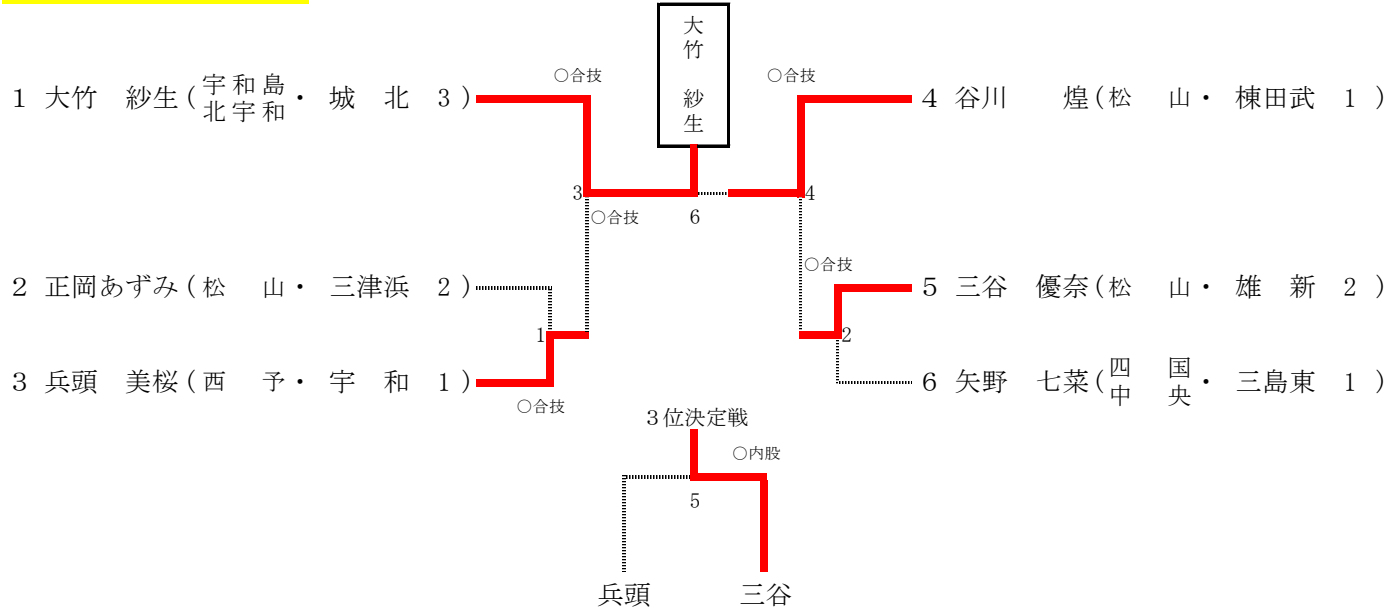 大竹 紗生
○合技 ○合技
1 大竹 紗生(宇和島北宇和・城北 3) 4 谷川 煌(松山・棟田武 1)
3 4
○合技 6
○合技
2 正岡あずみ(松山・三津浜 2) 5 三谷 優奈(松山・雄新 2)
1 2
3 兵頭 美桜(西予・宇和 1) 6 矢野 七菜(四国中央・三島東 1)
○合技
3位決定戦
○内股
5
兵頭 三谷